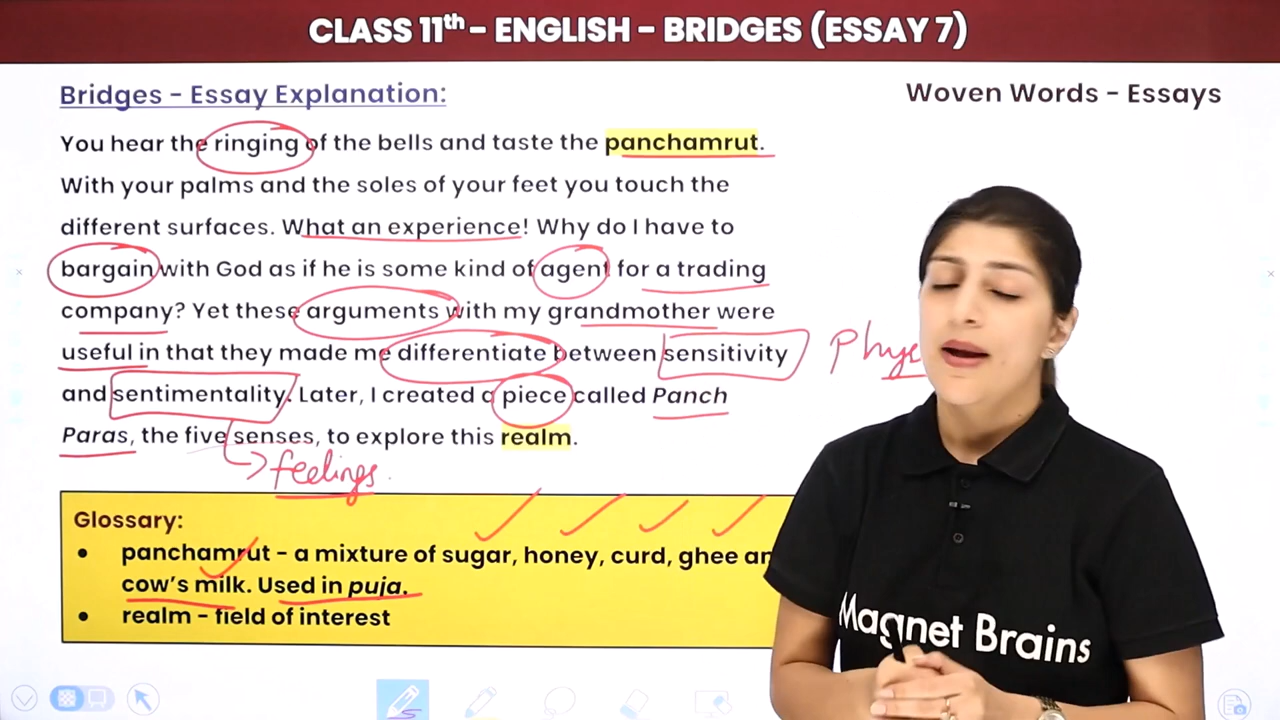 CLASS 11th - ENGLISH - BRIDGES (ESSAY 7)
Bridges - Essay Explanation:
Woven Words - Essays
You hear the ringing of the bells and taste the panchamrut.
With your palms and the soles of your feet you touch the
different surfaces. What an experience! Why do I have to
bargain with God as if he is some kind of agent for a trading
company? Yet these arguments with my grandmother were
useful in that they made me differentiate between sensitivity
and sentimentality. Later, I created a piece called Panch
Paras, the five senses, to explore this realm.
feelings
Glossary:
• panchamrut - a mixture of sugar, honey, curd, ghee
cow's milk. Used in puja.
• realm - field of interest
Magnet Brains